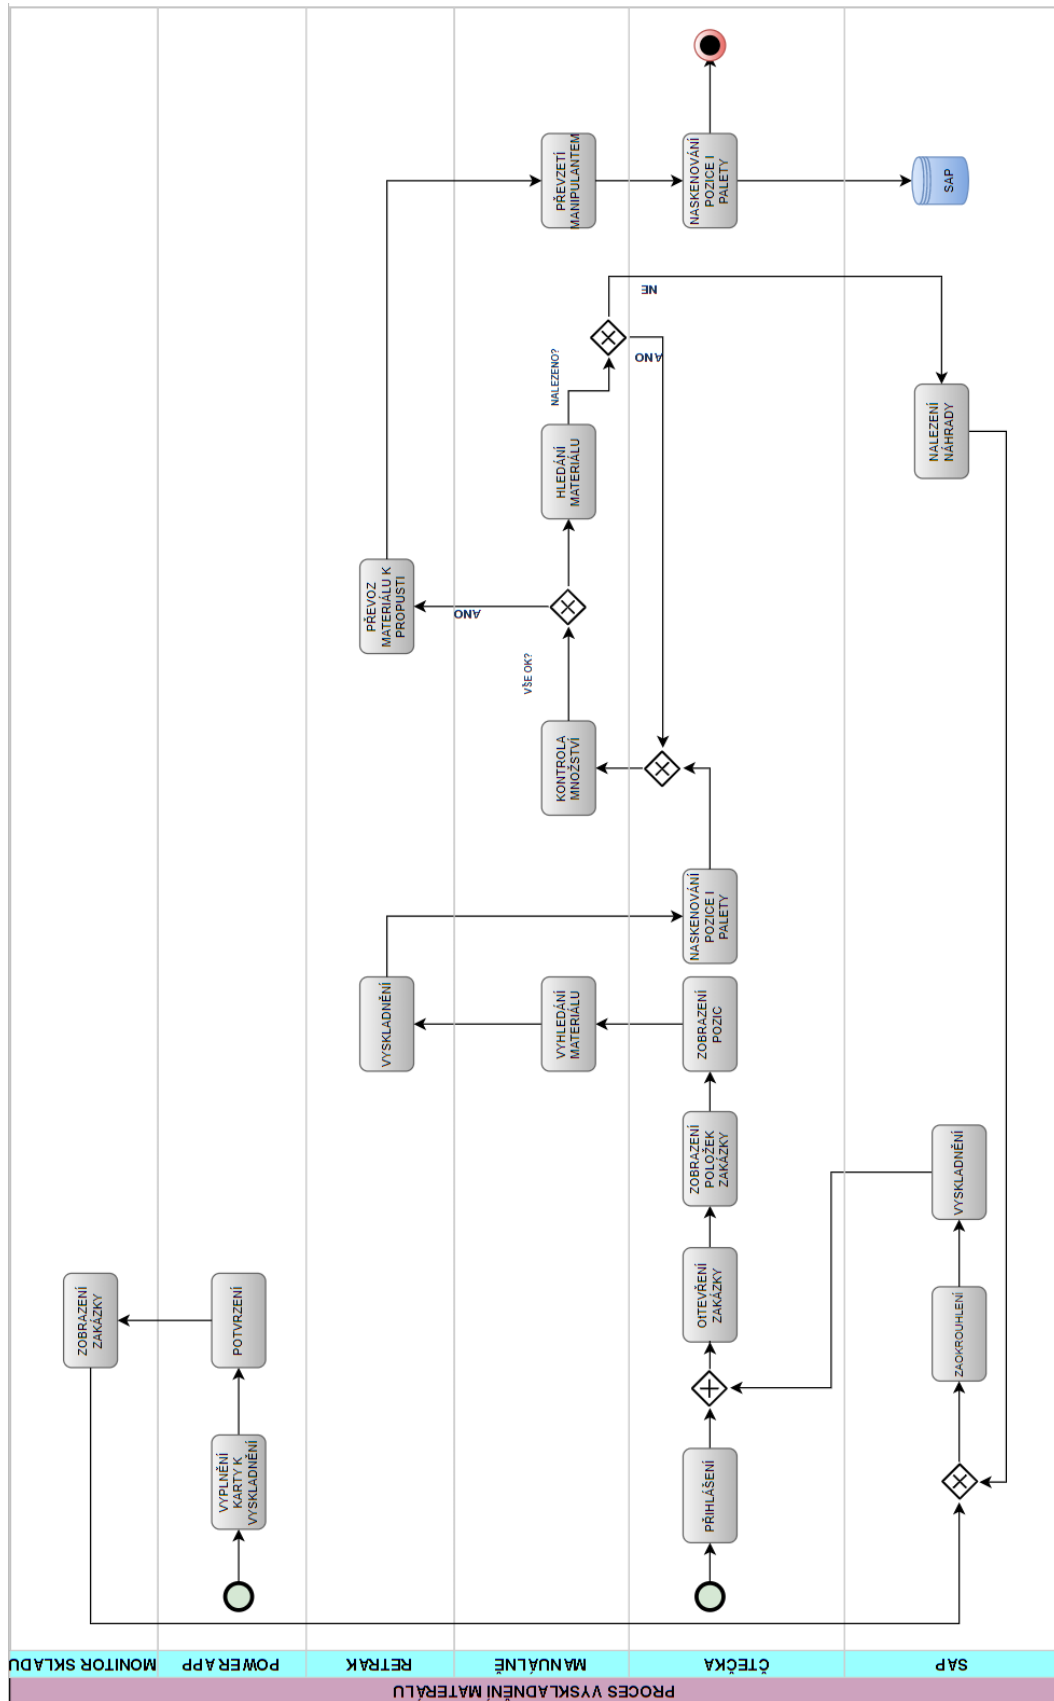 PROCES VYSKLADNĚNÍ MATERÁLU
MONITOR SKLADU
POWER APP
RETRAK
MANUÁLNĚ
ČTEČKA
SAP
ZOBRAZENÍ
ZAKÁZKY
VYPLNĚNÍ
KARTY K
VYSKLADNĚNÍ
POTVRZENÍ
VYSKLADNĚNÍ
PŘEVOZ
MATERIÁLU K
PROPUSTI
ANO
VYHLEDÁNÍ
MATERIÁLU
KONTROLA
MNOŽSTVÍ
VŠE OK?
HLEDÁNÍ
MATERIÁLU
NALEZENO?
PŘEVZETÍ
MANIPULANTEM
ANO
NE
PŘIHLÁŠENÍ
OtTEVŘENÍ
ZAKÁZKY
ZOBRAZENÍ
POLOŽEK
ZAKÁZKY
ZOBRAZENÍ
POZIC
NASKENOVÁNÍ
POZICE I
PALETY
NASKENOVÁNÍ
POZICE I
PALETY
ZAOKROUHLENÍ
VYSKLADNĚNÍ
NALEZENÍ
NÁHRADY
SAP